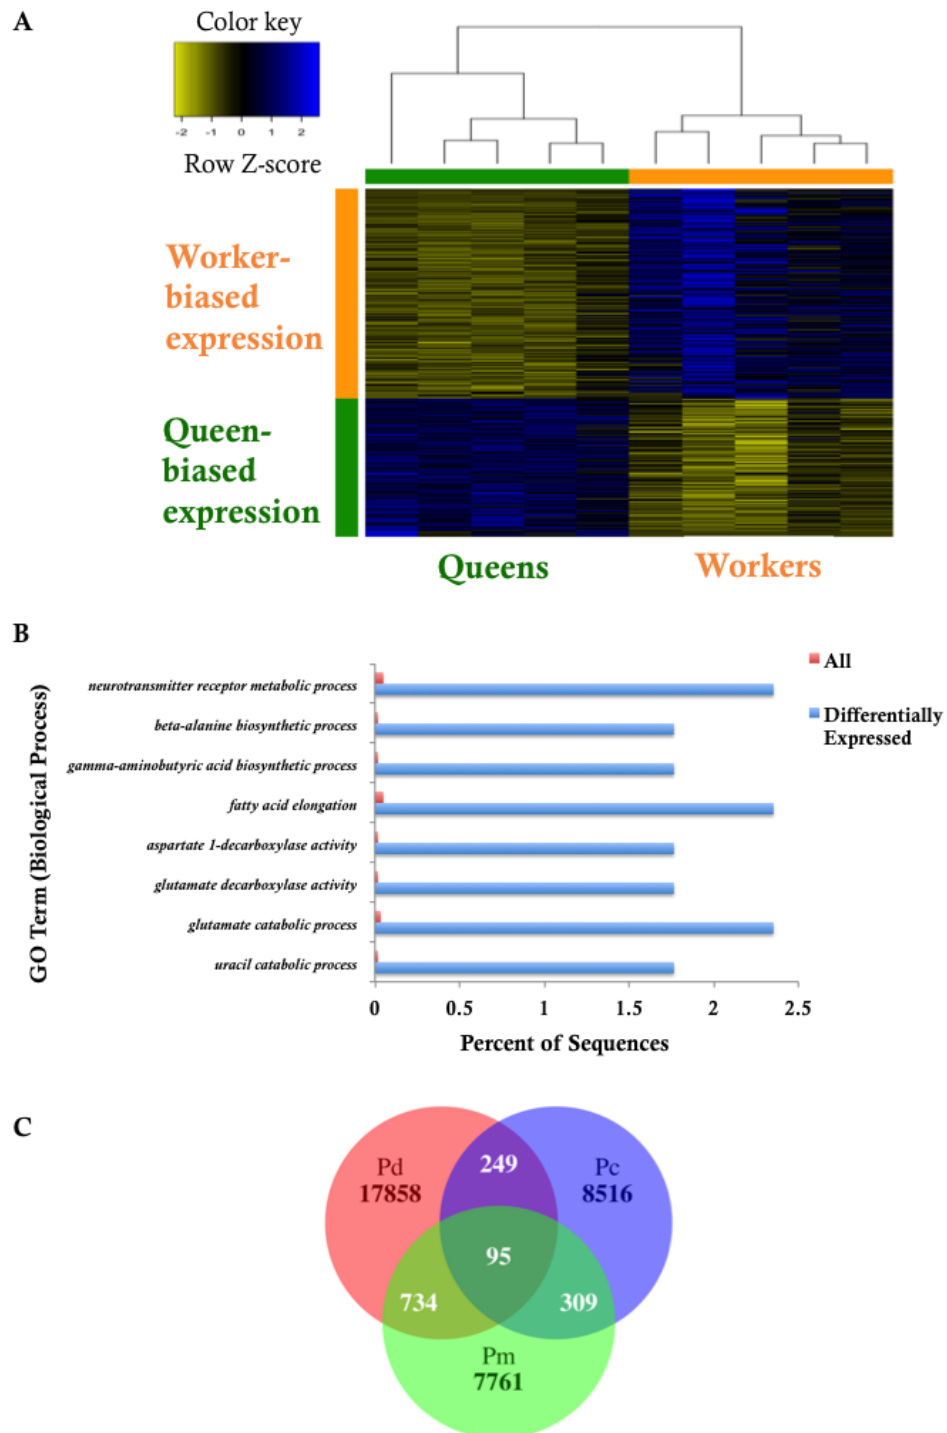 A
Color key
-2 -1 0 1 2
Row Z-score
Worker-
biased
expression
Queen-
biased
expression
Queens
Workers
B
All
Differentially
Expressed
GO Term (Biological Process)
neurotransmitter receptor metabolic process
beta-alanine biosynthetic process
gamma-aminobutyric acid biosynthetic process
fatty acid elongation
aspartate 1-decarboxylase activity
glutamate decarboxylase activity
glutamate catabolic process
uracil catabolic process
0 0.5 1 1.5 2 2.5
Percent of Sequences
C
Pd
17858
249
Pc
8516
95
734
309
Pm
7761